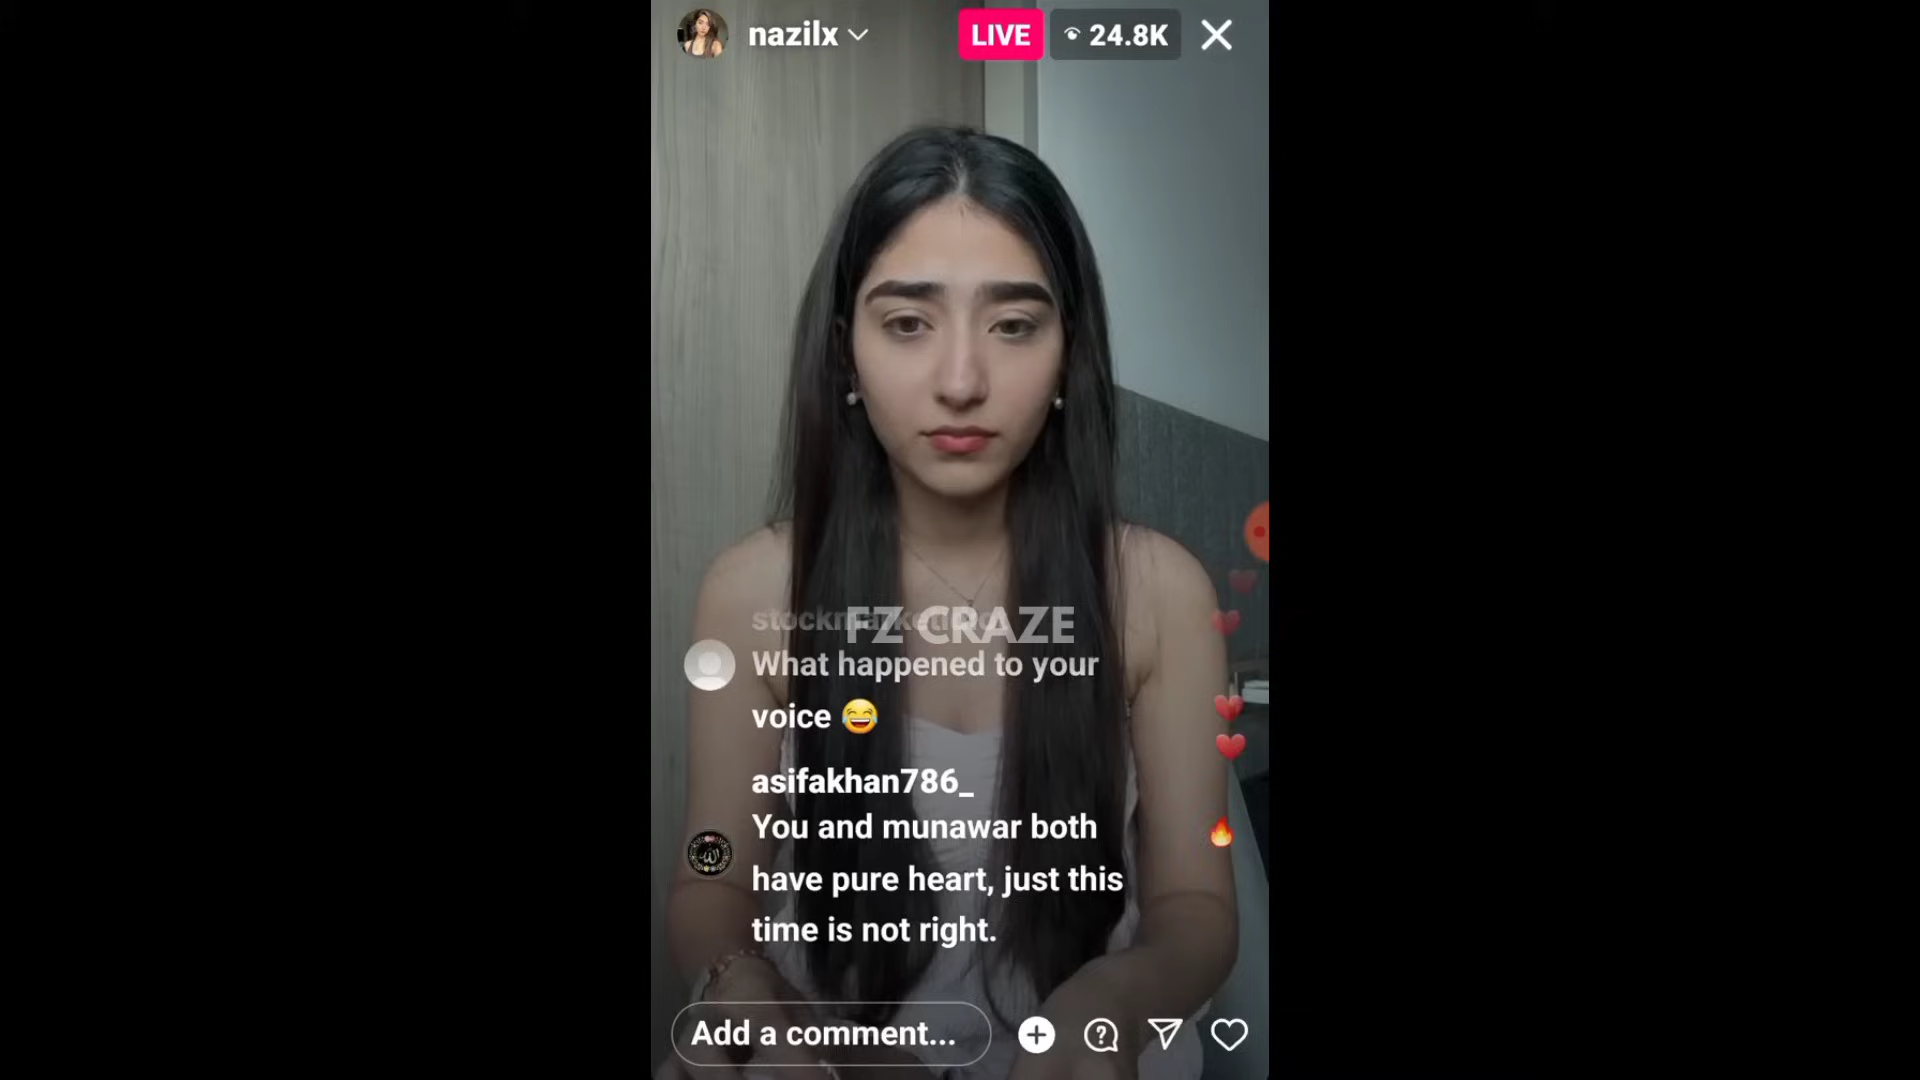 nazilx
LIVE
24.8K
FZ CRAZE
What happened to your
voice 😂
asifakhan786_
You and munawar both
have pure heart, just this
time is not right.
Add a comment...